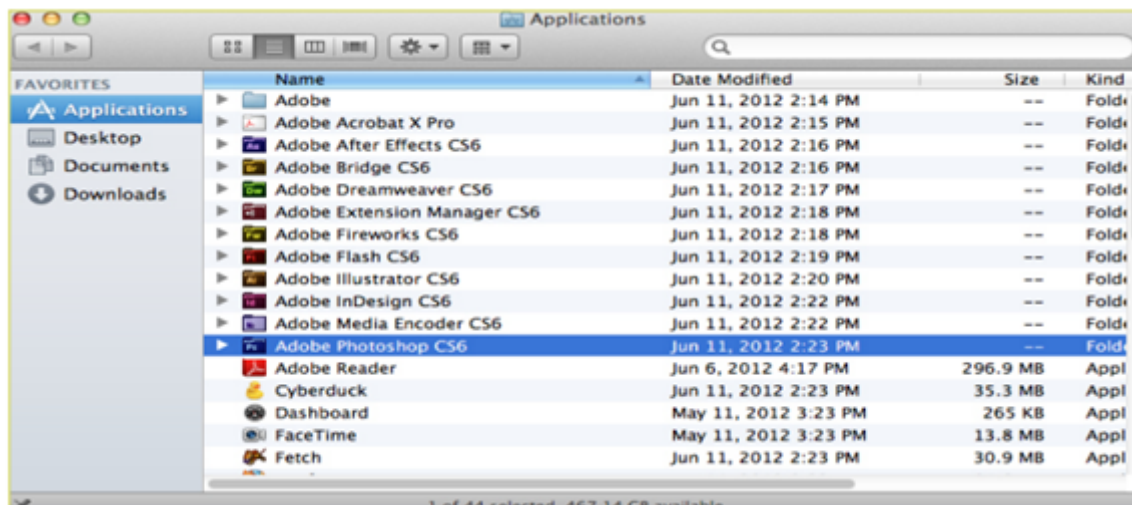 Applications
FAVORITES
Applications
Desktop
Documents
Downloads
Name Date Modified Size Kind
Adobe Jun 11, 2012 2:14 PM -- Folde
Adobe Acrobat X Pro Jun 11, 2012 2:15 PM -- Folde
Adobe After Effects CS6 Jun 11, 2012 2:16 PM -- Folde
Adobe Bridge CS6 Jun 11, 2012 2:16 PM -- Folde
Adobe Dreamweaver CS6 Jun 11, 2012 2:17 PM -- Folde
Adobe Extension Manager CS6 Jun 11, 2012 2:18 PM -- Folde
Adobe Fireworks CS6 Jun 11, 2012 2:18 PM -- Folde
Adobe Flash CS6 Jun 11, 2012 2:19 PM -- Folde
Adobe Illustrator CS6 Jun 11, 2012 2:20 PM -- Folde
Adobe InDesign CS6 Jun 11, 2012 2:22 PM -- Folde
Adobe Media Encoder CS6 Jun 11, 2012 2:22 PM -- Folde
Adobe Photoshop CS6 Jun 11, 2012 2:23 PM -- Folde
Adobe Reader Jun 6, 2012 4:17 PM 296.9 MB Appl
Cyberduck Jun 11, 2012 2:23 PM 35.3 MB Appl
Dashboard May 11, 2012 3:23 PM 265 KB Appl
FaceTime May 11, 2012 3:23 PM 13.8 MB Appl
Fetch Jun 11, 2012 2:23 PM 30.9 MB Appl
1 of 44 selected, 467.14 GB available